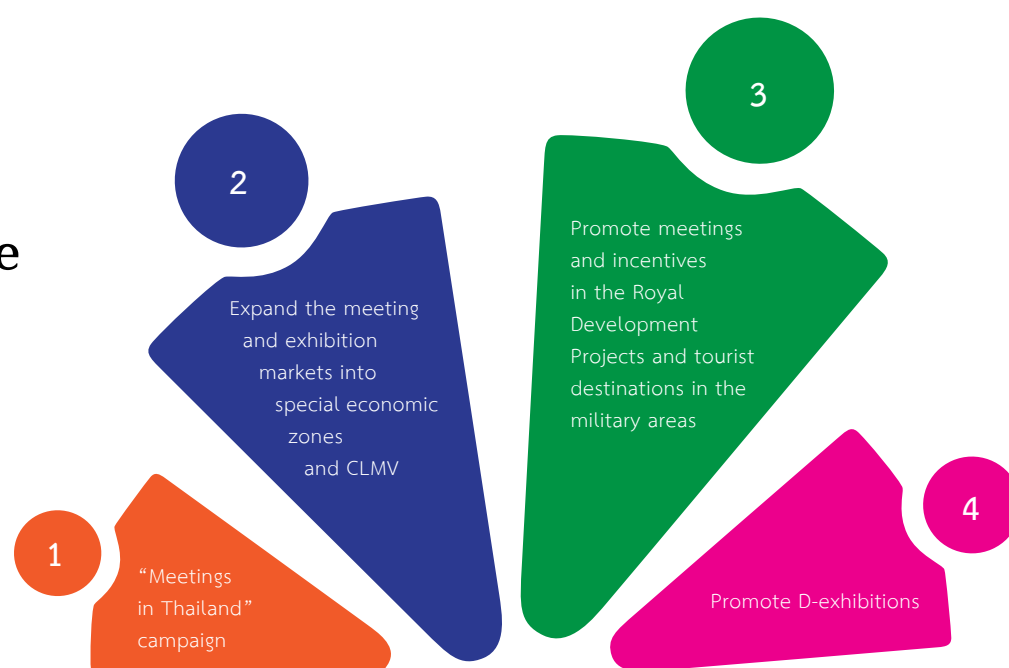 e
1
“Meetings
in Thailand”
campaign
2
Expand the meeting
and exhibition
markets into
special economic
zones
and CLMV
3
Promote meetings
and incentives
in the Royal
Development
Projects and tourist
destinations in the
military areas
4
Promote D-exhibitions